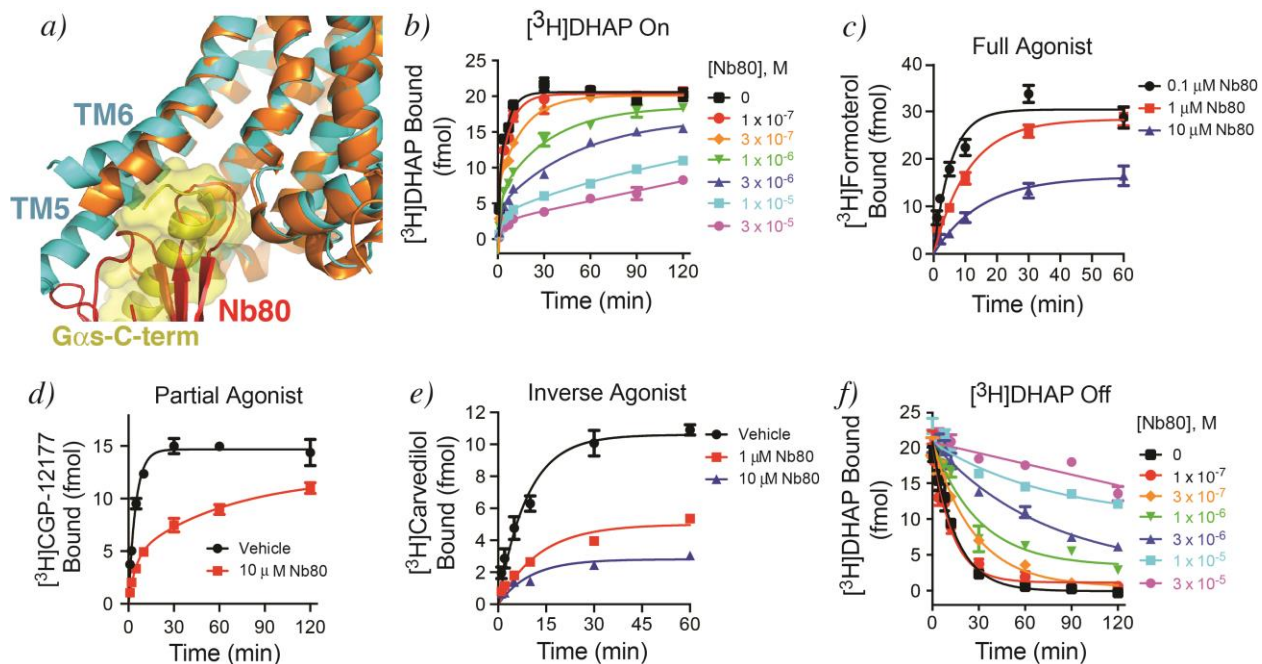 a)
TM6
TM5
Nb80
Gαs-C-term
b)
[³H]DHAP On
[³H]DHAP Bound
(fmol)
25
20
15
10
5
0
0 30 60 90 120
Time (min)
[Nb80], M
0
1 x 10⁻⁷
3 x 10⁻⁷
1 x 10⁻⁶
3 x 10⁻⁶
1 x 10⁻⁵
3 x 10⁻⁵
c)
Full Agonist
[³H]Formoterol
Bound (fmol)
40
30
20
10
0
0 10 20 30 40 50 60
Time (min)
0.1 μM Nb80
1 μM Nb80
10 μM Nb80
d)
Partial Agonist
[³H]CGP-12177
Bound (fmol)
15
10
5
0
0 30 60 90 120
Time (min)
Vehicle
10 μ M Nb80
e)
Inverse Agonist
[³H]Carvedilol
Bound (fmol)
12
10
8
6
4
2
0
0 15 30 45 60
Time (min)
Vehicle
1 μM Nb80
10 μM Nb80
f)
[³H]DHAP Off
[³H]DHAP Bound
(fmol)
25
20
15
10
5
0
0 30 60 90 120
Time (min)
[Nb80], M
0
1 x 10⁻⁷
3 x 10⁻⁷
1 x 10⁻⁶
3 x 10⁻⁶
1 x 10⁻⁵
3 x 10⁻⁵